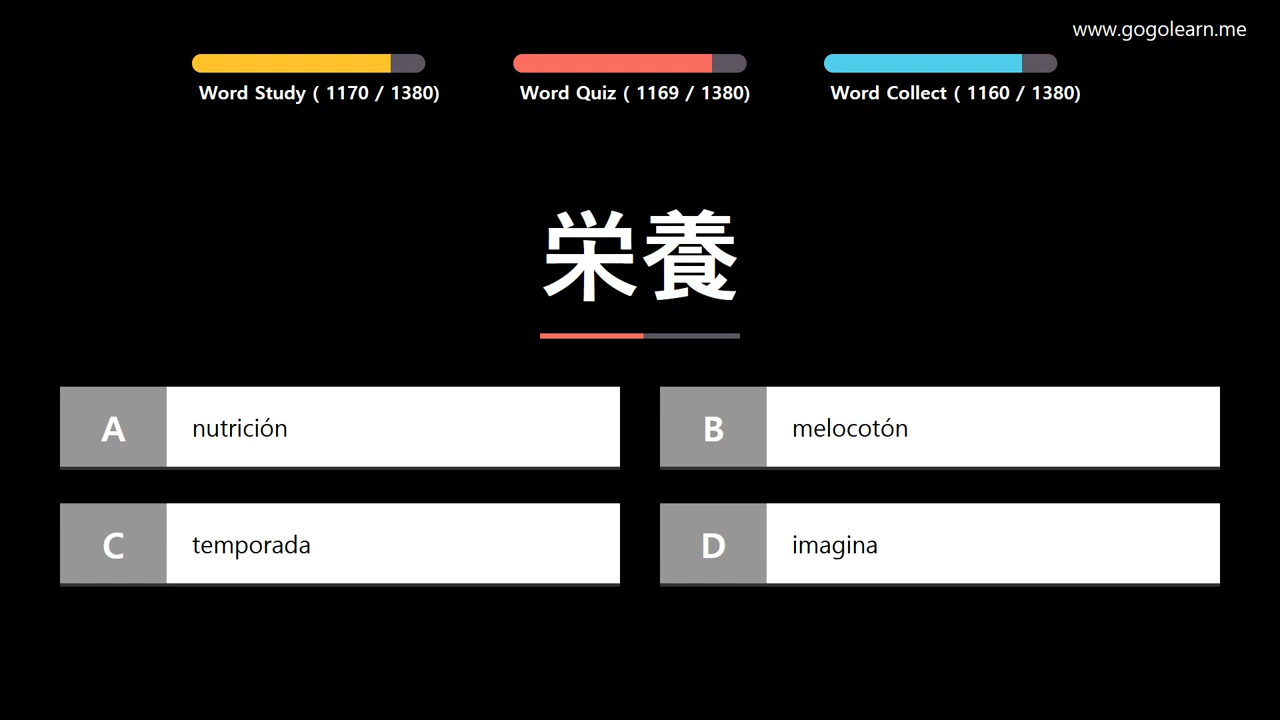 www.gogolearn.me
Word Study ( 1170 / 1380)
Word Quiz ( 1169 / 1380)
Word Collect ( 1160 / 1380)
栄養
A nutrición
B melocotón
C temporada
D imagina